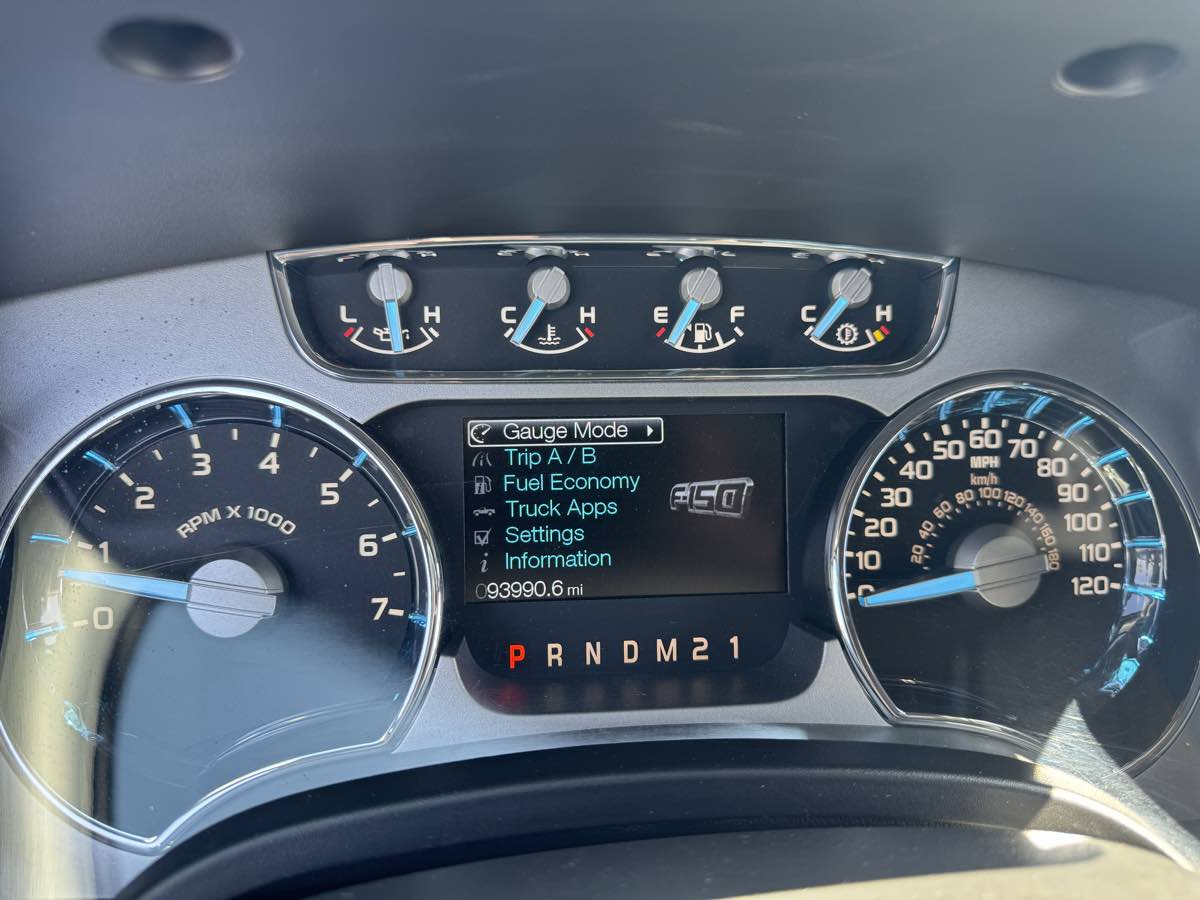 L H C H E F C H
Gauge Mode
Trip A / B
Fuel Economy
Truck Apps
Settings
Information
093990.6 mi
F-150
P R N D M 2 1
0 1 2 3 4 5 6 7
RPM X 1000
0 10 20 30 40 50 60 70 80 90 100 110 120
MPH
km/h
20 40 60 80 100 120 140 160 180